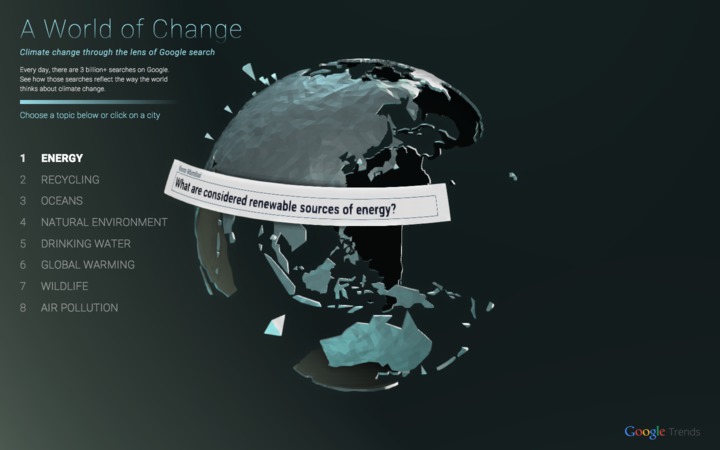 A World of Change
Climate change through the lens of Google search
Every day, there are 3 billion+ searches on Google.
See how those searches reflect the way the world
thinks about climate change.
Choose a topic below or click on a city
1 ENERGY
2 RECYCLING
3 OCEANS
4 NATURAL ENVIRONMENT
5 DRINKING WATER
6 GLOBAL WARMING
7 WILDLIFE
8 AIR POLLUTION
from Mumbai
What are considered renewable sources of energy?
Google Trends